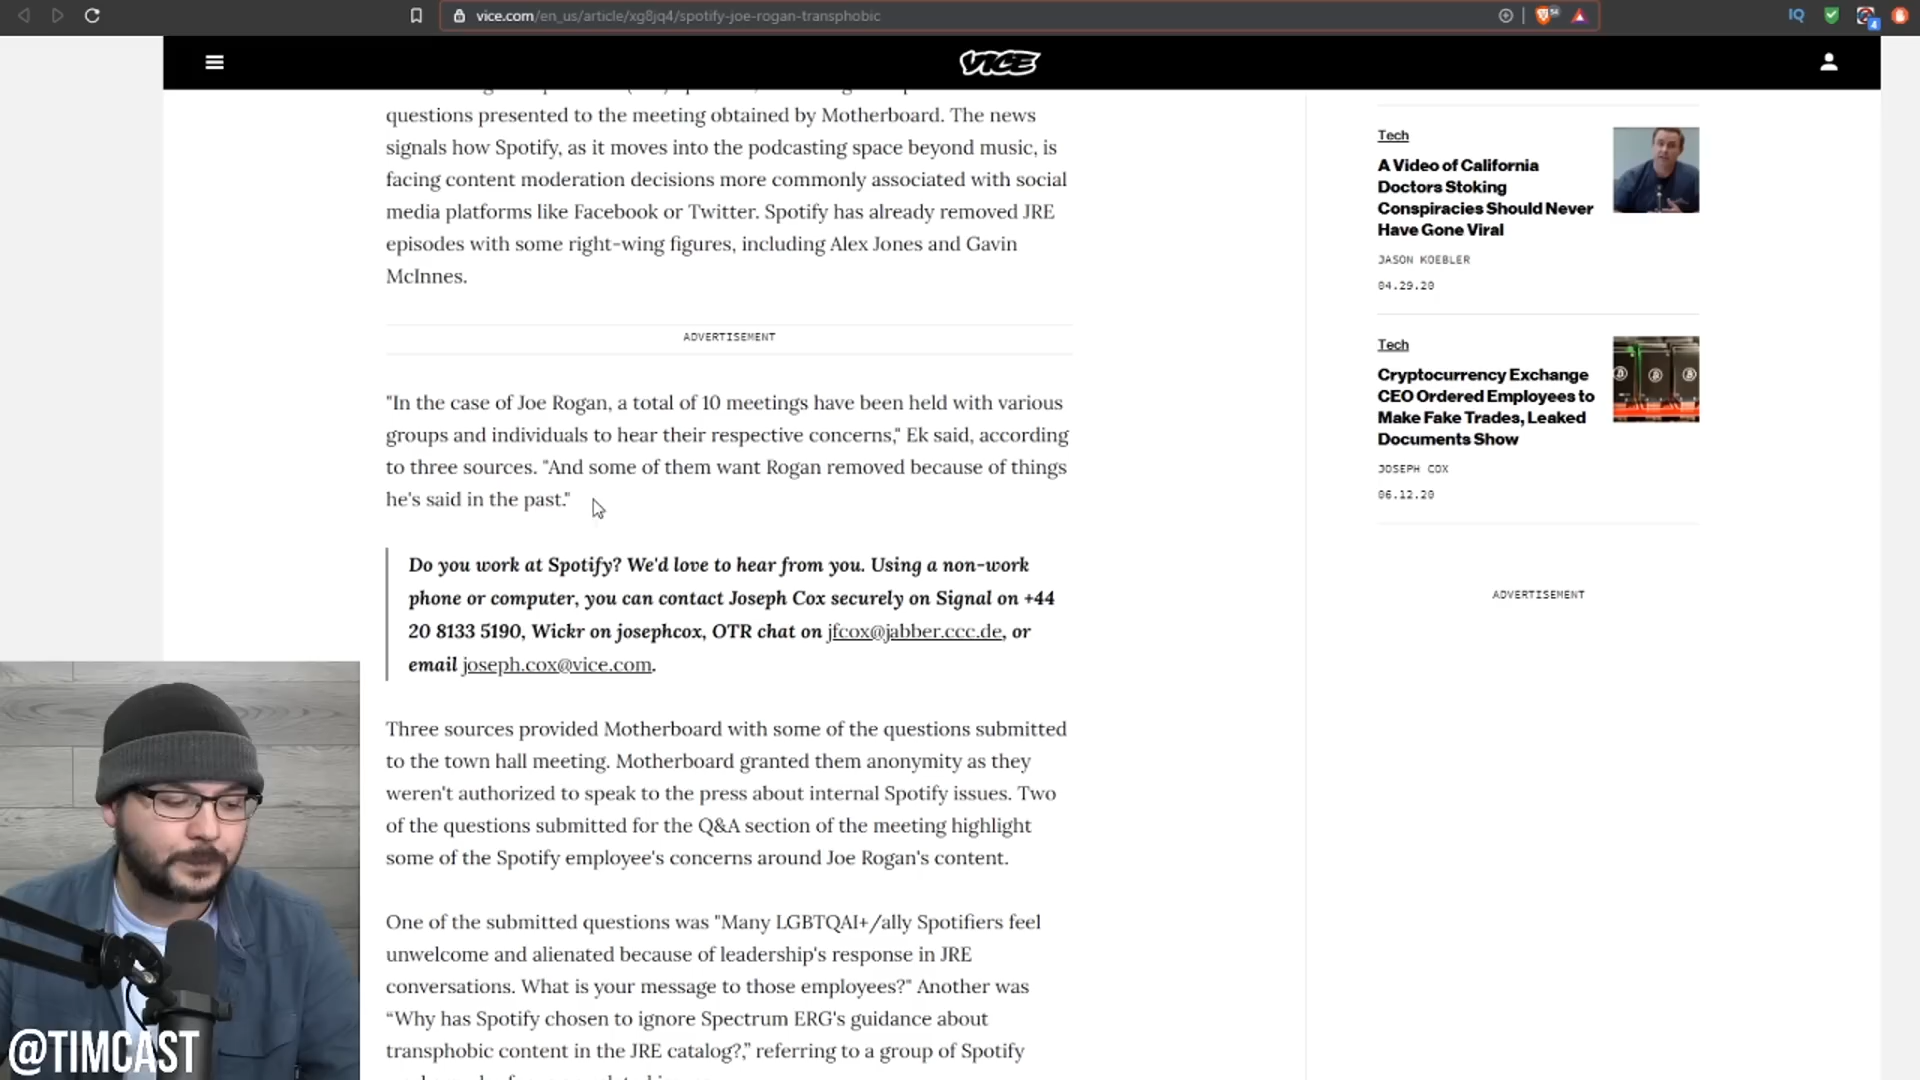 vice.com/en_us/article/xg8jq4/spotify-joe-rogan-transphobic
54
IQ
4
VICE
questions presented to the meeting obtained by Motherboard. The news
signals how Spotify, as it moves into the podcasting space beyond music, is
facing content moderation decisions more commonly associated with social
media platforms like Facebook or Twitter. Spotify has already removed JRE
episodes with some right-wing figures, including Alex Jones and Gavin
McInnes.
ADVERTISEMENT
"In the case of Joe Rogan, a total of 10 meetings have been held with various
groups and individuals to hear their respective concerns," Ek said, according
to three sources. "And some of them want Rogan removed because of things
he's said in the past."
Do you work at Spotify? We'd love to hear from you. Using a non-work
phone or computer, you can contact Joseph Cox securely on Signal on +44
20 8133 5190, Wickr on josephcox, OTR chat on jfcox@jabber.ccc.de, or
email joseph.cox@vice.com.
Three sources provided Motherboard with some of the questions submitted
to the town hall meeting. Motherboard granted them anonymity as they
weren't authorized to speak to the press about internal Spotify issues. Two
of the questions submitted for the Q&A section of the meeting highlight
some of the Spotify employee's concerns around Joe Rogan's content.
One of the submitted questions was "Many LGBTQAI+/ally Spotifiers feel
unwelcome and alienated because of leadership's response in JRE
conversations. What is your message to those employees?" Another was
“Why has Spotify chosen to ignore Spectrum ERG's guidance about
transphobic content in the JRE catalog?,” referring to a group of Spotify
Tech
A Video of California
Doctors Stoking
Conspiracies Should Never
Have Gone Viral
JASON KOEBLER
04.29.20
Tech
Cryptocurrency Exchange
CEO Ordered Employees to
Make Fake Trades, Leaked
Documents Show
JOSEPH COX
06.12.20
ADVERTISEMENT
@TIMCAST